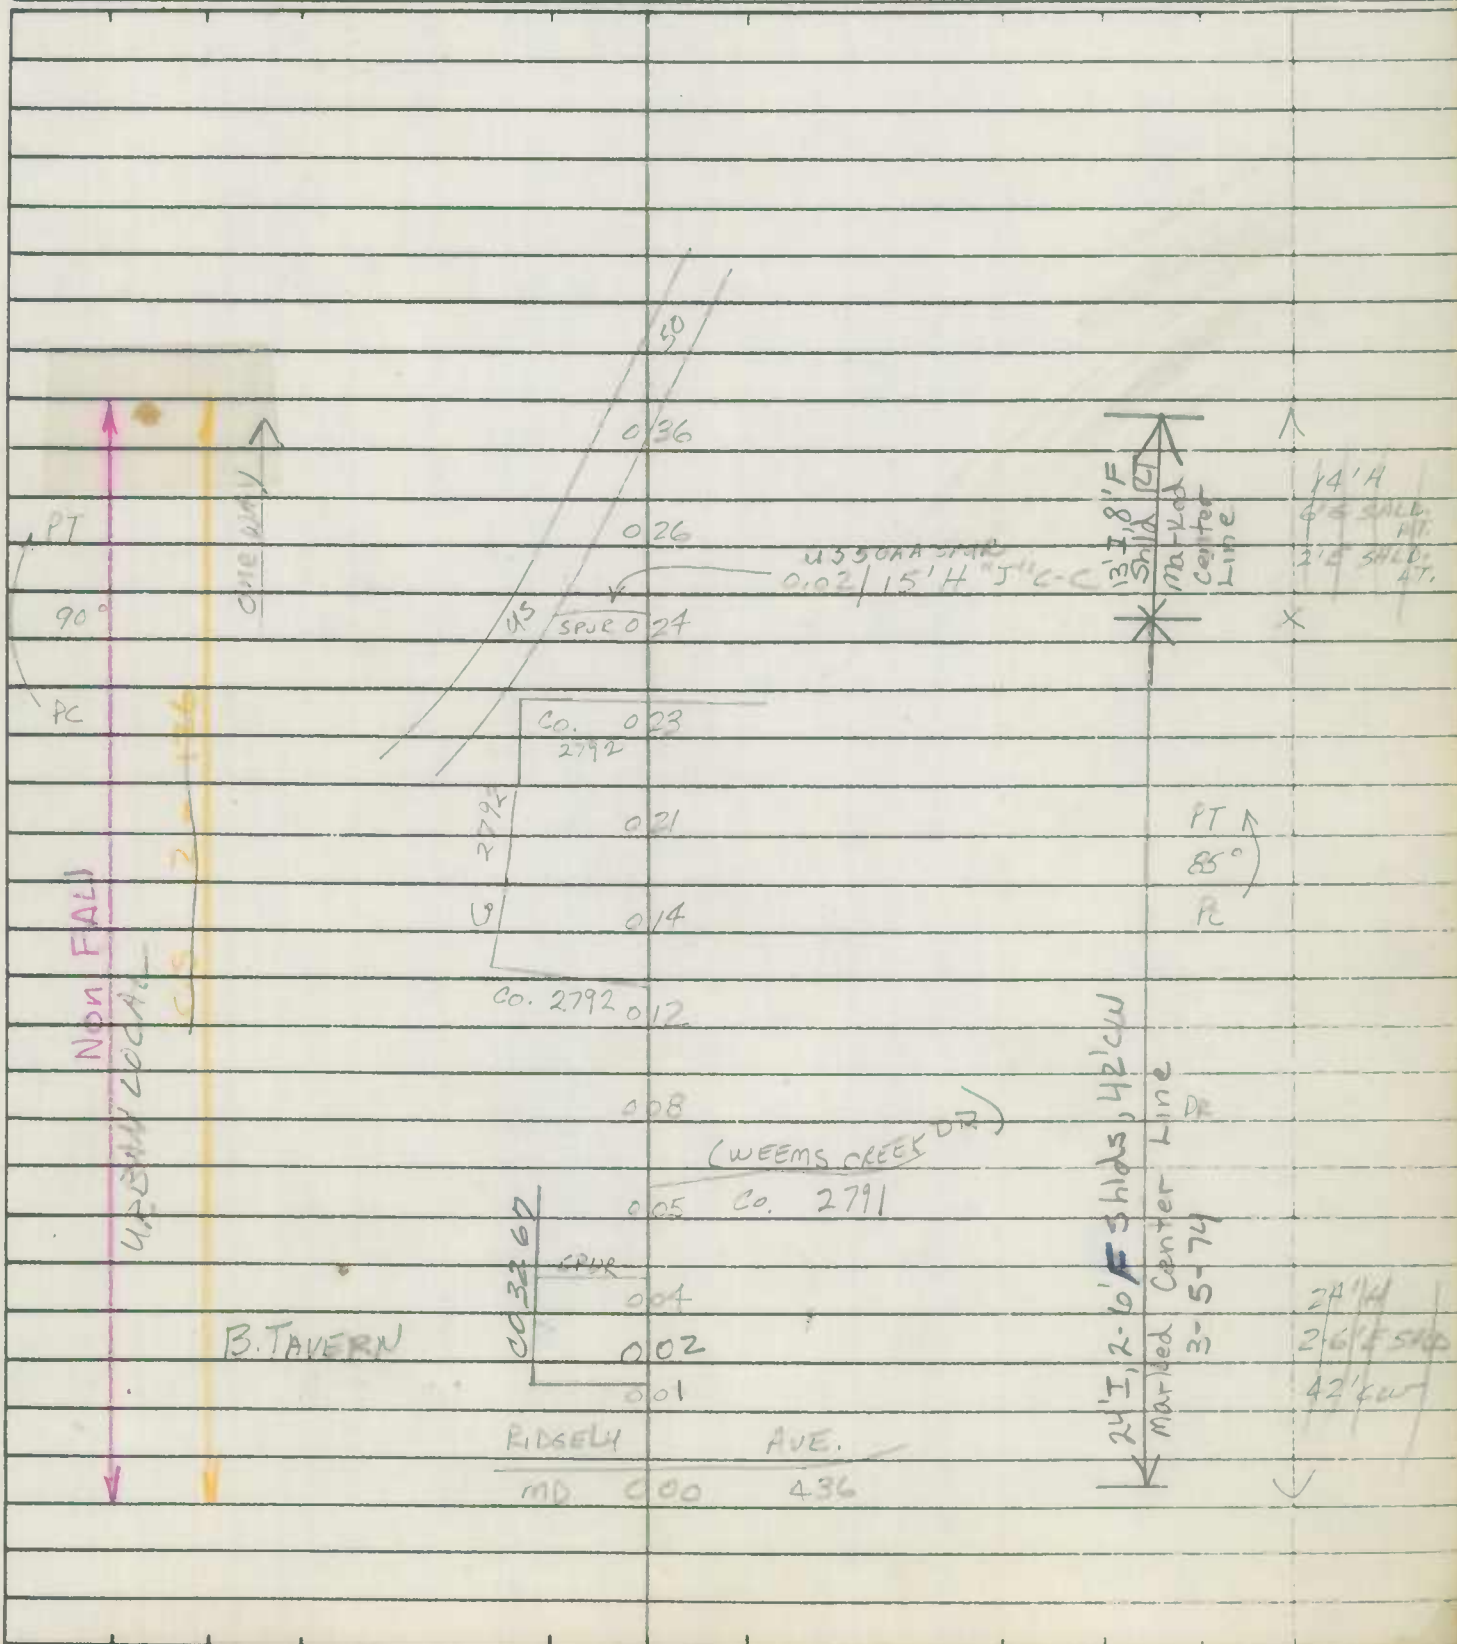 50
0.36
ONE WAY
PT
90°
PC
0.26
0.02/15'H "J" C-C
US
SPUR 0.24
13'I, 8'F
Shld LT
Marked
Center
Line
14'H
2'E SHLD.
Co. 0.23
2792
2792
0.21
PT
85°
PC
0.14
Co. 2792 0.12
Non FAU
URBAN LOCAL
0.08
DR
(WEEMS CREEK DR)
0.05 Co. 2791
CO 3267
SPUR
0.04
B. TAVERN
0.02
0.01
24'I, 2-6'F Shlds, 42'CW
Marked Center Line
3-5-74
24'H
2-6'E SHLD
42'CW
RIDGELY AVE.
MD 0.00 436